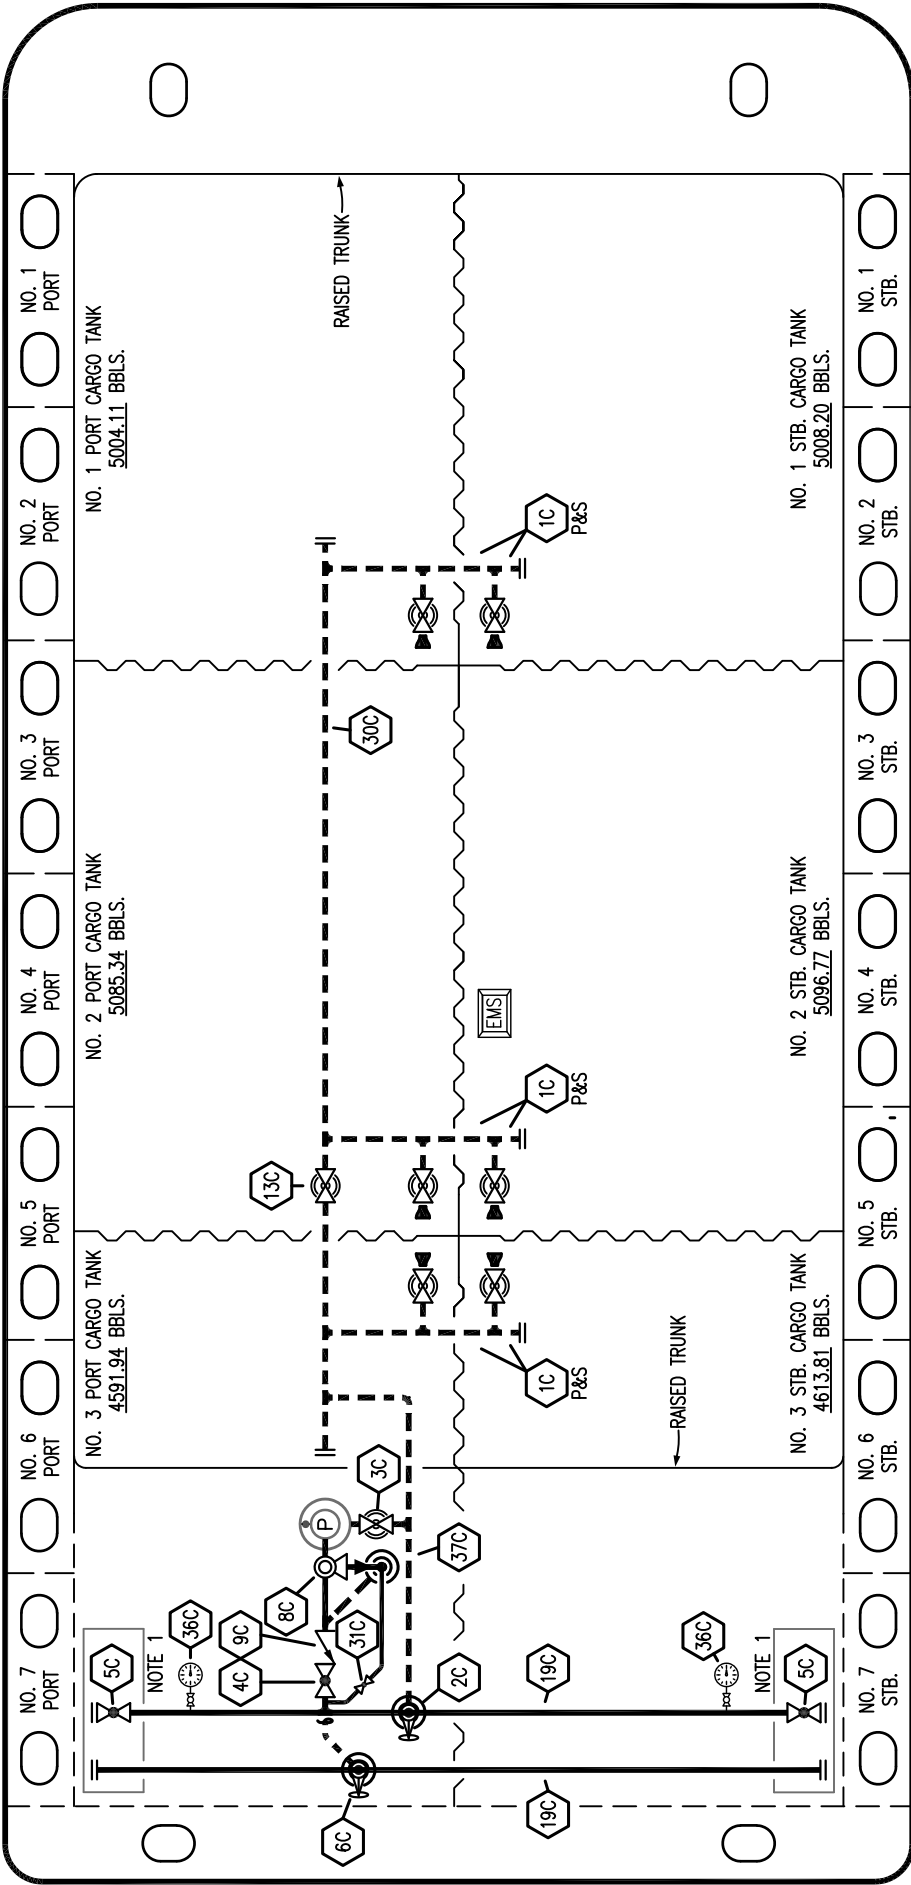 NO. 1
PORT
NO. 2
PORT
NO. 3
PORT
NO. 4
PORT
NO. 5
PORT
NO. 6
PORT
NO. 7
PORT
NO. 1 PORT CARGO TANK
5004.11 BBLS.
NO. 2 PORT CARGO TANK
5085.34 BBLS.
NO. 3 PORT CARGO TANK
4591.94 BBLS.
RAISED TRUNK
30C
13C
1C
P&S
1C
P&S
1C
P&S
EMS
RAISED TRUNK
3C
P
37C
8C
9C
31C
4C
36C
5C
NOTE 1
2C
19C
36C
NOTE 1
5C
6C
19C
NO. 1 STB. CARGO TANK
5008.20 BBLS.
NO. 2 STB. CARGO TANK
5096.77 BBLS.
NO. 3 STB. CARGO TANK
4613.81 BBLS.
NO. 1
STB.
NO. 2
STB.
NO. 3
STB.
NO. 4
STB.
NO. 5
STB.
NO. 6
STB.
NO. 7
STB.